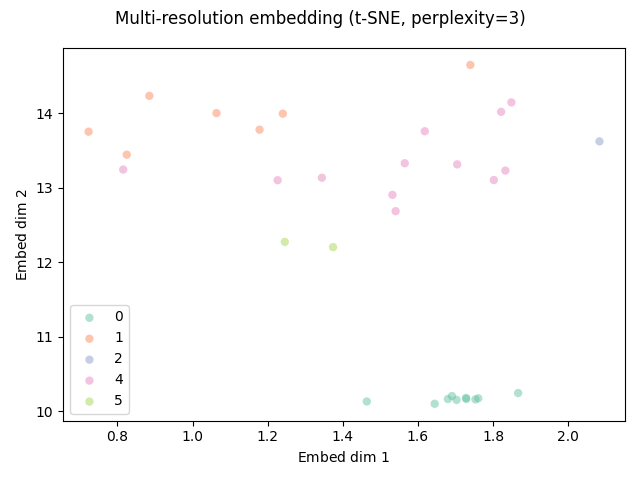 Multi-resolution embedding (t-SNE, perplexity=3)
14
13
12
11
10
Embed dim 2
0
1
2
4
5
0.8 1.0 1.2 1.4 1.6 1.8 2.0
Embed dim 1